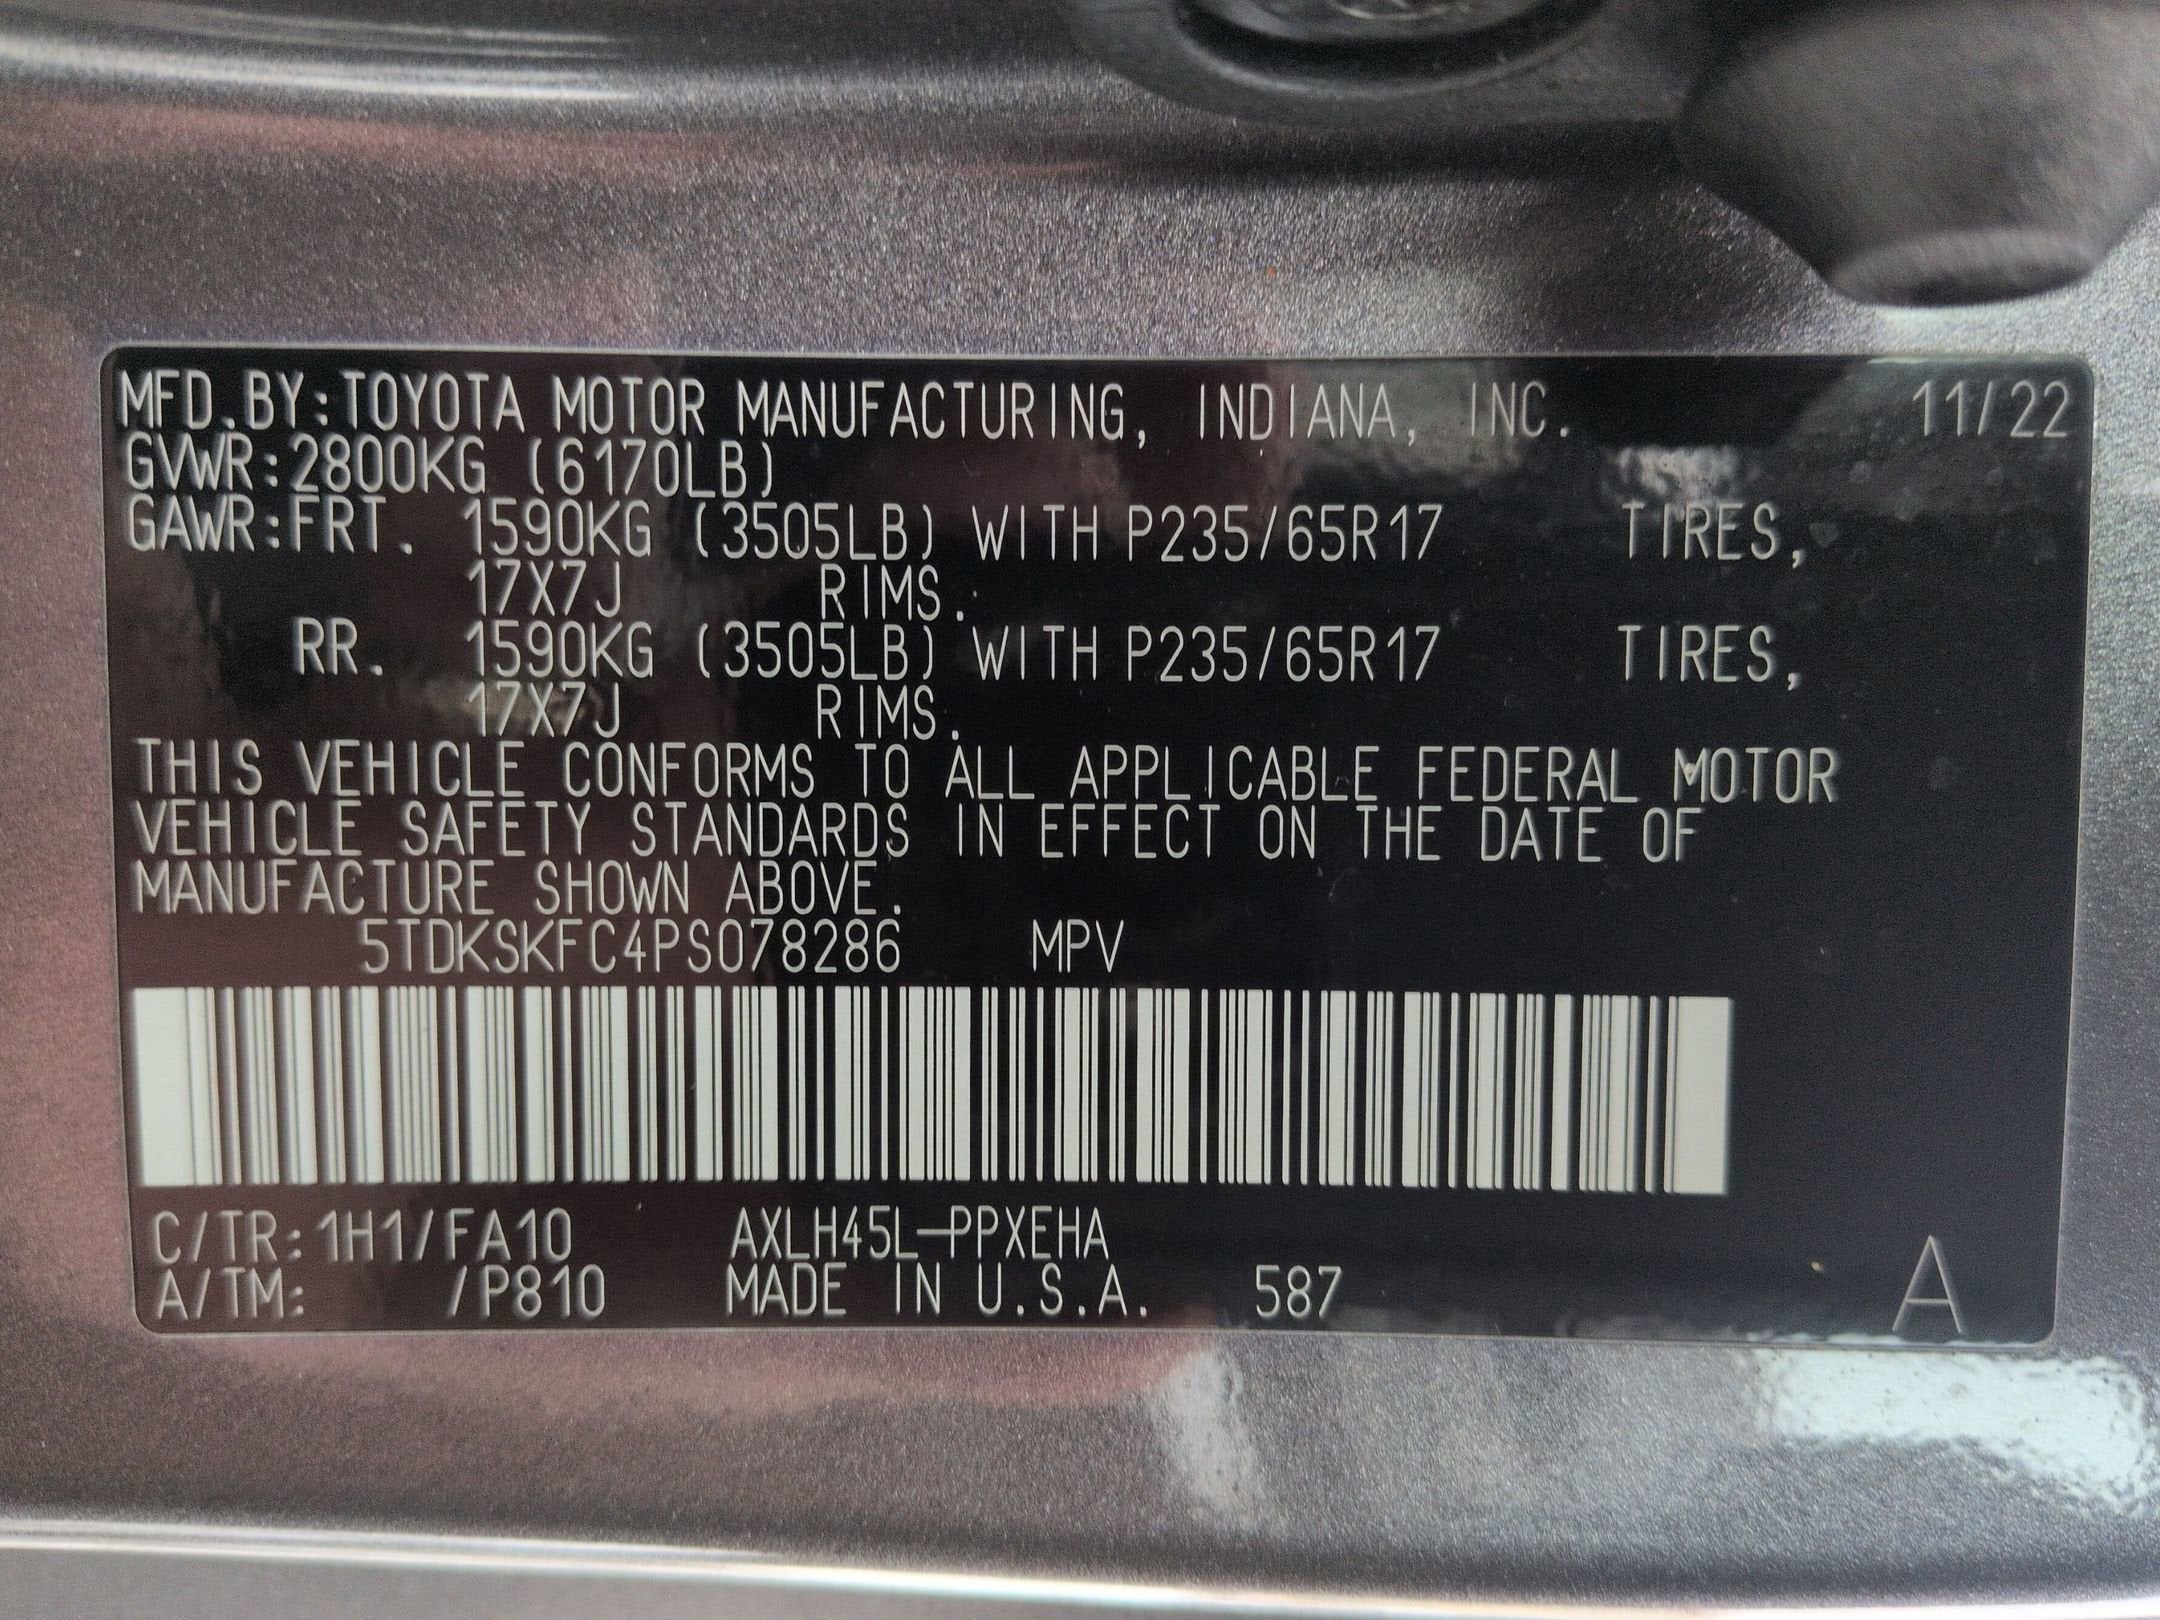 MFD.BY:TOYOTA MOTOR MANUFACTURING, INDIANA, INC. 11/22
GVWR:2800KG (6170LB)
GAWR:FRT. 1590KG (3505LB) WITH P235/65R17 TIRES,
17X7J RIMS.
RR. 1590KG (3505LB) WITH P235/65R17 TIRES,
17X7J RIMS.
THIS VEHICLE CONFORMS TO ALL APPLICABLE FEDERAL MOTOR
VEHICLE SAFETY STANDARDS IN EFFECT ON THE DATE OF
MANUFACTURE SHOWN ABOVE.
5TDKSKFC4PS078286 MPV
C/TR:1H1/FA10 AXLH45L-PPXEHA
A/TM: /P810 MADE IN U.S.A. 587 A